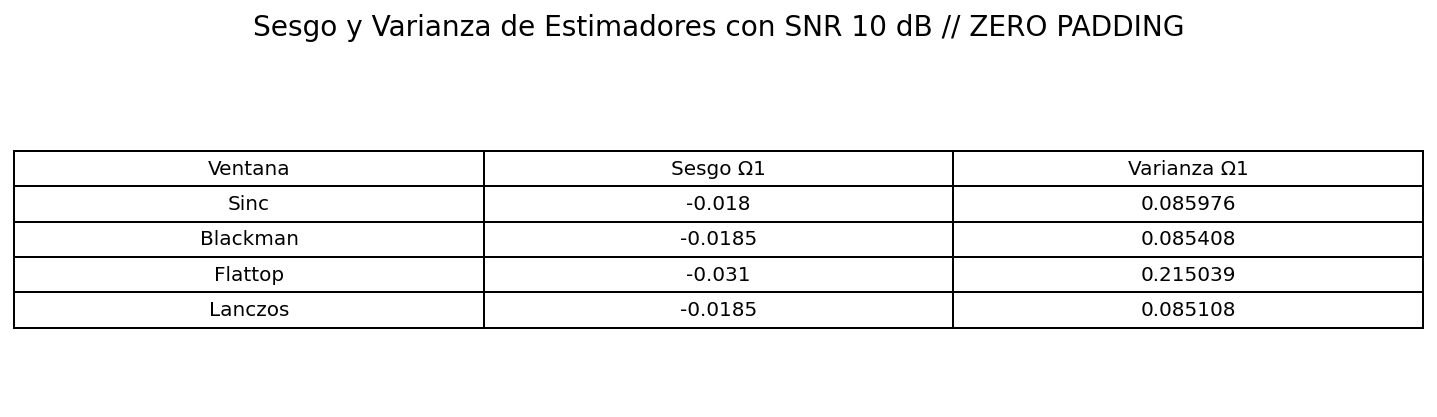 Sesgo y Varianza de Estimadores con SNR 10 dB // ZERO PADDING
Ventana Sesgo Ω1 Varianza Ω1
Sinc -0.018 0.085976
Blackman -0.0185 0.085408
Flattop -0.031 0.215039
Lanczos -0.0185 0.085108